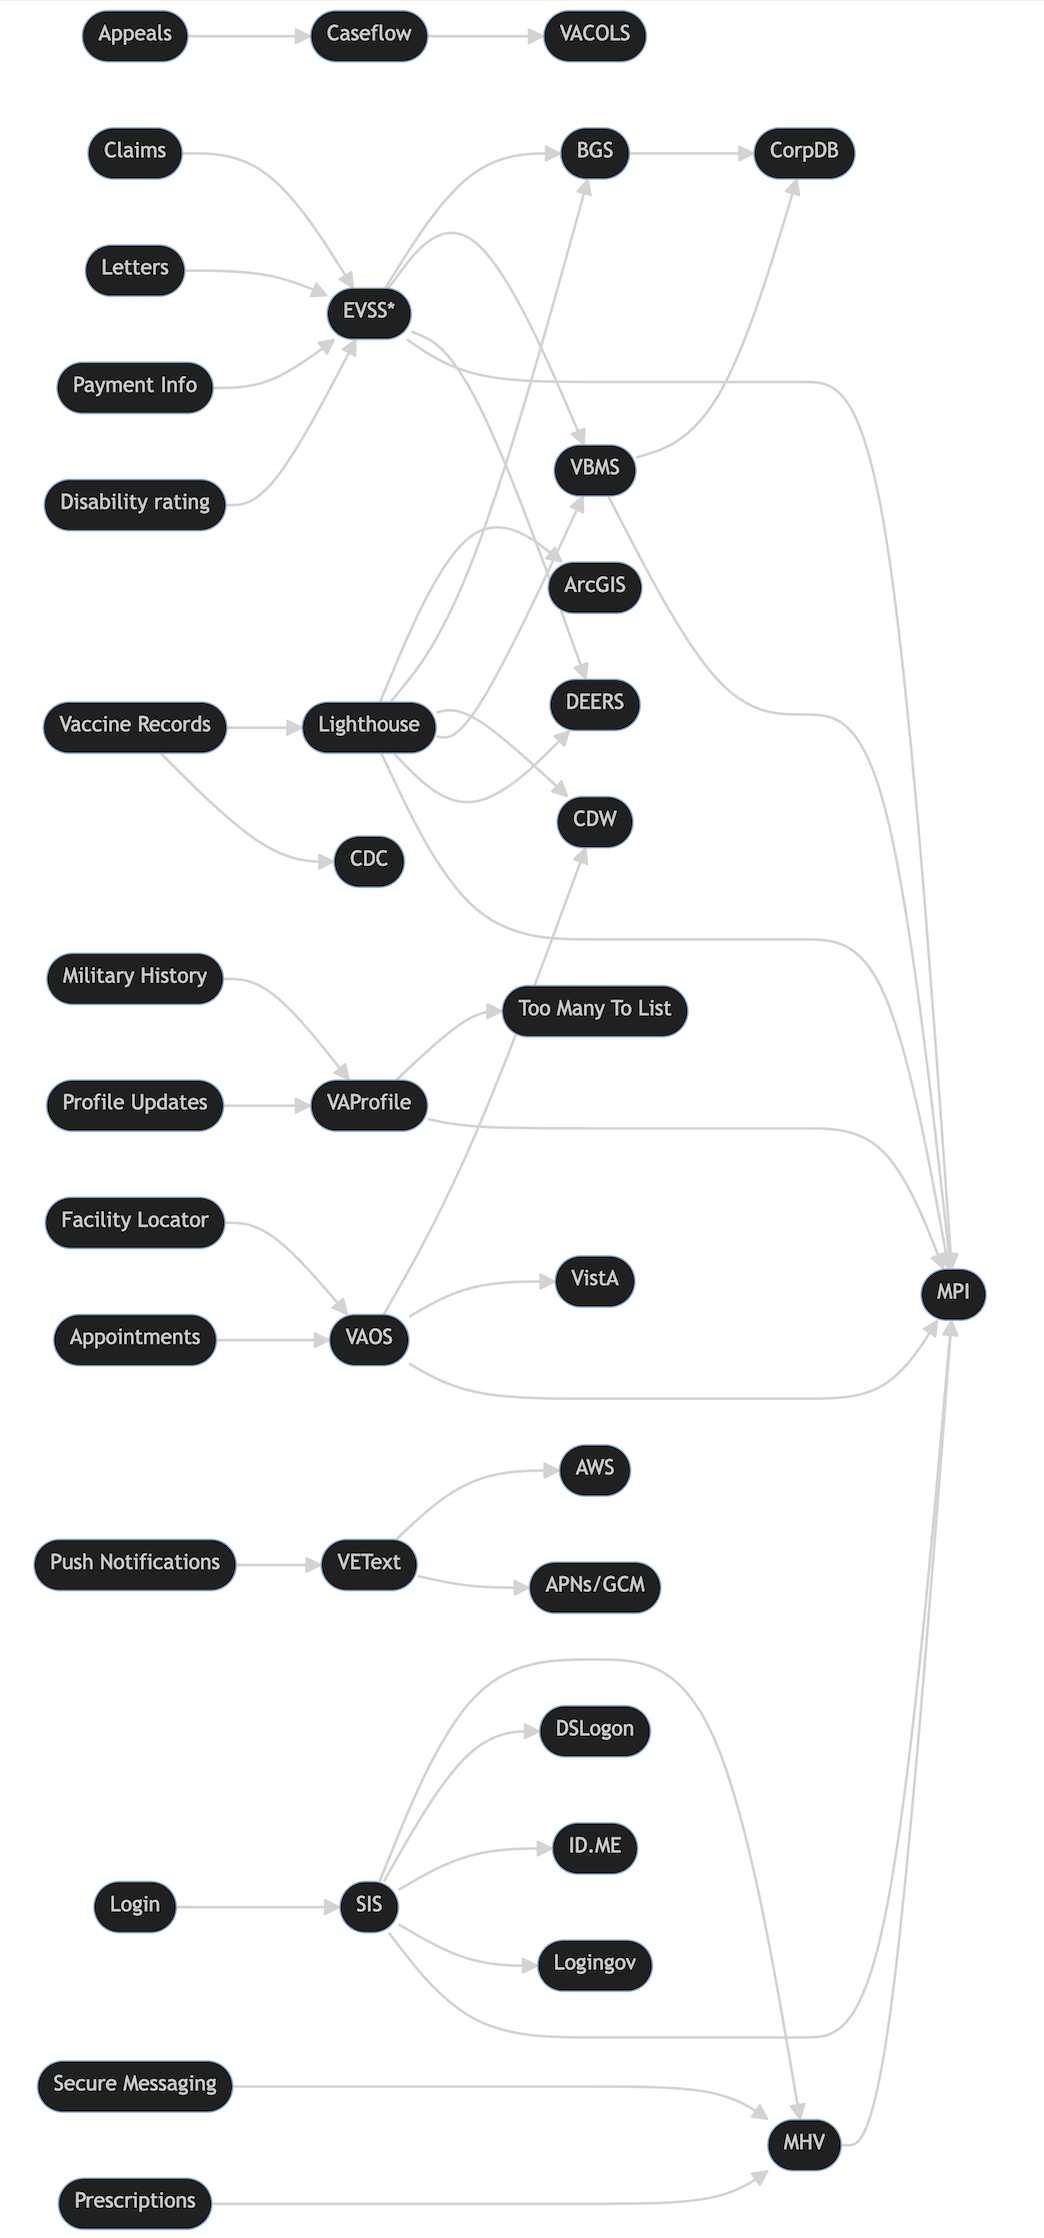 Appeals
Caseflow
VACOLS
Claims
BGS
CorpDB
Letters
EVSS*
Payment Info
VBMS
Disability rating
ArcGIS
DEERS
Vaccine Records
Lighthouse
CDW
CDC
Military History
Too Many To List
Profile Updates
VAProfile
Facility Locator
VistA
MPI
Appointments
VAOS
AWS
Push Notifications
VEText
APNs/GCM
DSLogon
ID.ME
Login
SIS
Logingov
Secure Messaging
MHV
Prescriptions